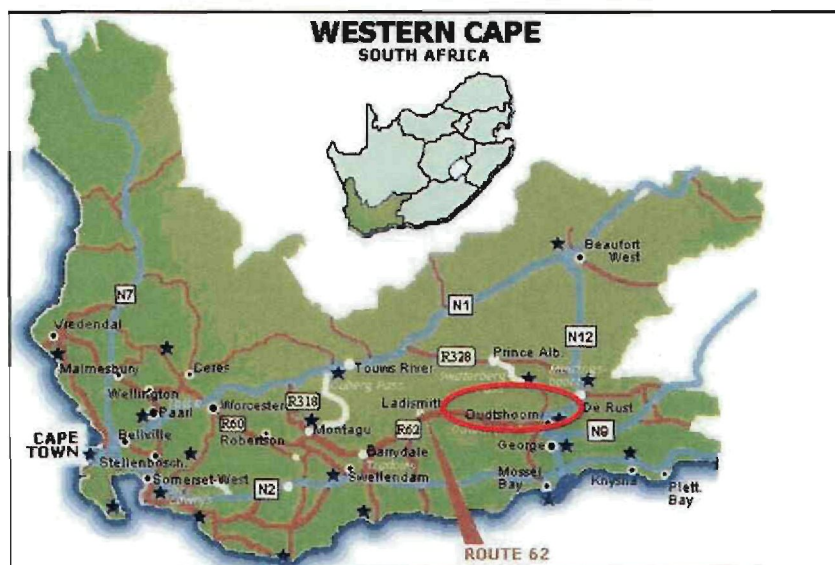 WESTERN CAPE
SOUTH AFRICA
Beaufort
West
N7
N1
N12
Vredendal
Malmesbury
Ceres
Touws River
R328
Prince Alb.
Wellington
Paarl
Worcester
R318
Ladismith
Oudtshoorn
De Rust
R60
Robertson
Montagu
R62
N9
CAPE
TOWN
Bellville
Stellenbosch.
Barrydale
George
Somerset-West
N2
Swellendam
Mossel
Bay
Knysna
Plett.
Bay
ROUTE 62